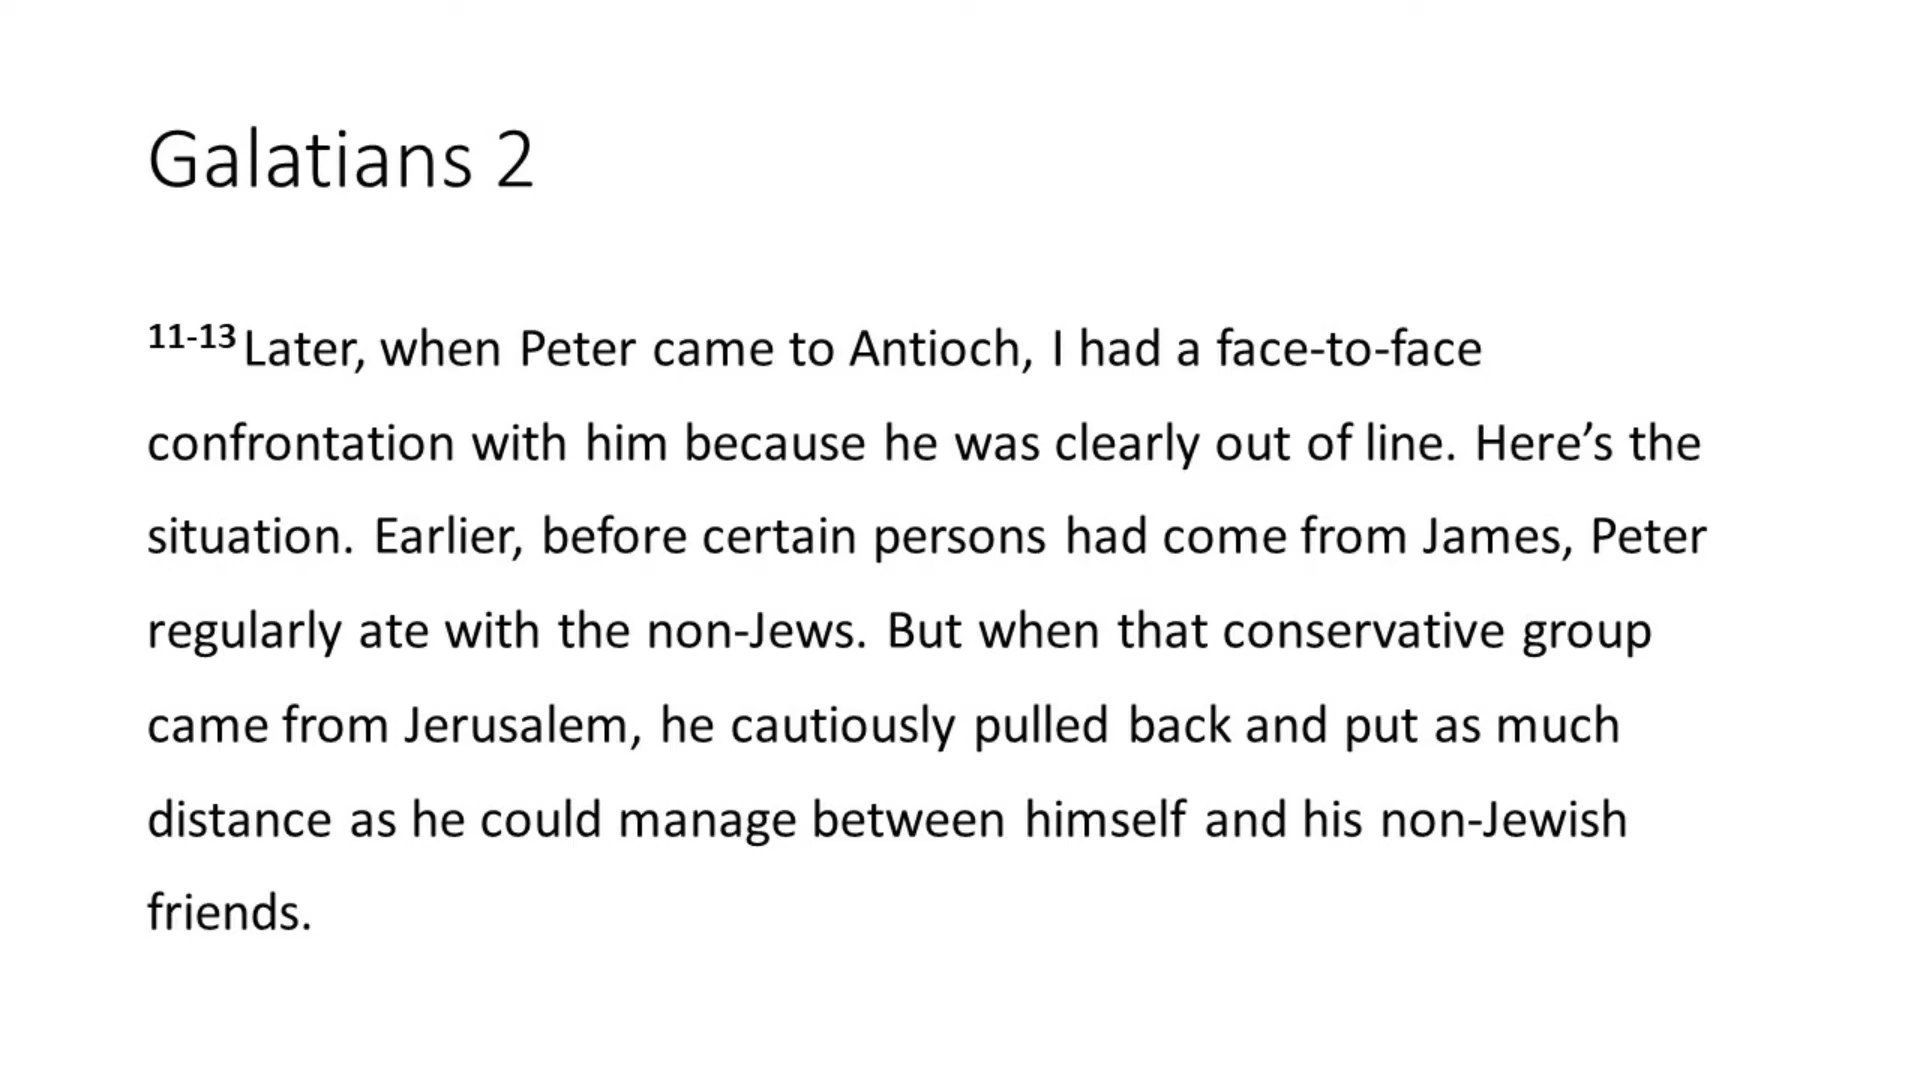 Galatians 2
11-13 Later, when Peter came to Antioch, I had a face-to-face
confrontation with him because he was clearly out of line. Here’s the
situation. Earlier, before certain persons had come from James, Peter
regularly ate with the non-Jews. But when that conservative group
came from Jerusalem, he cautiously pulled back and put as much
distance as he could manage between himself and his non-Jewish
friends.